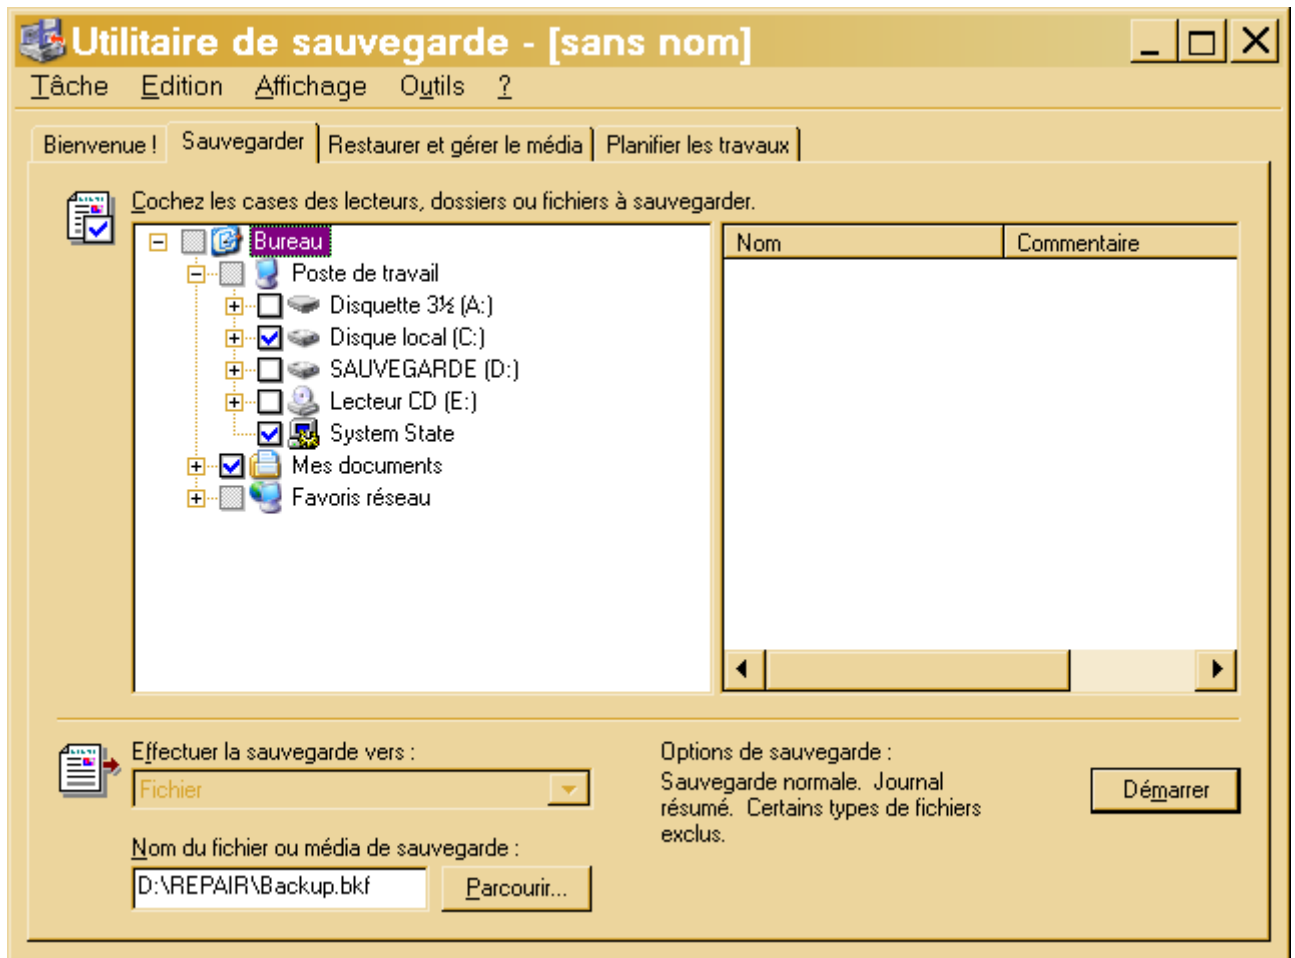 Utilitaire de sauvegarde - [sans nom]
Tâche Edition Affichage Outils ?
Bienvenue ! Sauvegarder Restaurer et gérer le média Planifier les travaux
Cochez les cases des lecteurs, dossiers ou fichiers à sauvegarder.
Bureau
Poste de travail
Disquette 3½ (A:)
Disque local (C:)
SAUVEGARDE (D:)
Lecteur CD (E:)
System State
Mes documents
Favoris réseau
Nom Commentaire
Effectuer la sauvegarde vers :
Fichier
Nom du fichier ou média de sauvegarde :
D:\REPAIR\Backup.bkf Parcourir...
Options de sauvegarde :
Sauvegarde normale. Journal
résumé. Certains types de fichiers
exclus.
Démarrer